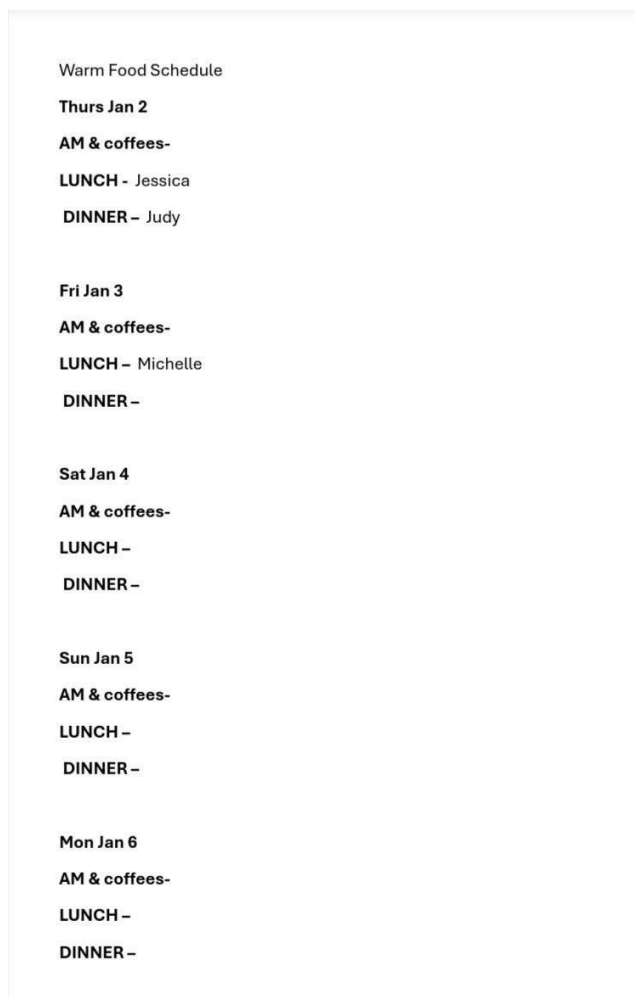 Warm Food Schedule
Thurs Jan 2
AM & coffees-
LUNCH - Jessica
DINNER – Judy
Fri Jan 3
AM & coffees-
LUNCH – Michelle
DINNER –
Sat Jan 4
AM & coffees-
LUNCH –
DINNER –
Sun Jan 5
AM & coffees-
LUNCH –
DINNER –
Mon Jan 6
AM & coffees-
LUNCH –
DINNER –